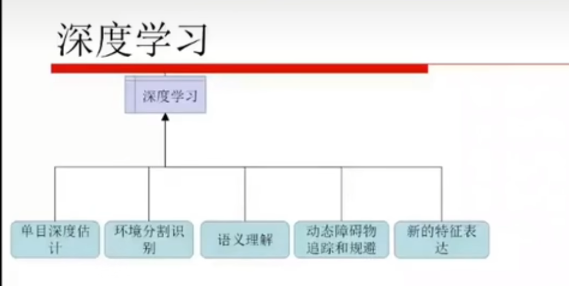 深度学习
深度学习
单目深度估
计
环境分割识
别
语义理解
动态障碍物
追踪和规避
新的特征表
达